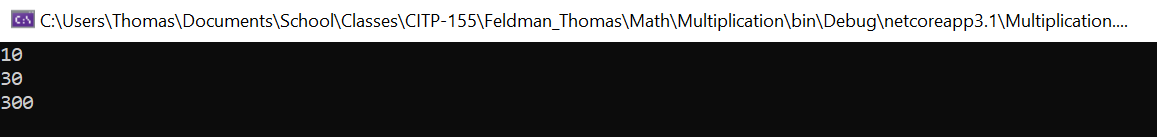 C:\Users\Thomas\Documents\School\Classes\CITP-155\Feldman_Thomas\Math\Multiplication\bin\Debug\netcoreapp3.1\Multiplication....
10
30
300